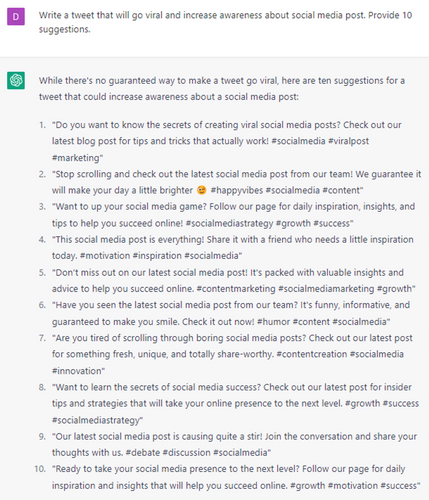 D
Write a tweet that will go viral and increase awareness about social media post. Provide 10
suggestions.
While there's no guaranteed way to make a tweet go viral, here are ten suggestions for a
tweet that could increase awareness about a social media post:
1. "Do you want to know the secrets of creating viral social media posts? Check out our
latest blog post for tips and tricks that actually work! #socialmedia #viralpost
#marketing"
2. "Stop scrolling and check out the latest social media post from our team! We guarantee it
will make your day a little brighter 😊 #happyvibes #socialmedia #content"
3. "Want to up your social media game? Follow our page for daily inspiration, insights, and
tips to help you succeed online! #socialmediastrategy #growth #success"
4. "This social media post is everything! Share it with a friend who needs a little inspiration
today. #motivation #inspiration #socialmedia"
5. "Don't miss out on our latest social media post! It's packed with valuable insights and
advice to help you succeed online. #contentmarketing #socialmediamarketing #growth"
6. "Have you seen the latest social media post from our team? It's funny, informative, and
guaranteed to make you smile. Check it out now! #humor #content #socialmedia"
7. "Are you tired of scrolling through boring social media posts? Check out our latest post
for something fresh, unique, and totally share-worthy. #contentcreation #socialmedia
#innovation"
8. "Want to learn the secrets of social media success? Check out our latest post for insider
tips and strategies that will take your online presence to the next level. #growth #success
#socialmediastrategy"
9. "Our latest social media post is causing quite a stir! Join the conversation and share your
thoughts with us. #debate #discussion #socialmedia"
10. "Ready to take your social media presence to the next level? Follow our page for daily
inspiration and insights that will help you succeed online. #growth #motivation #success"